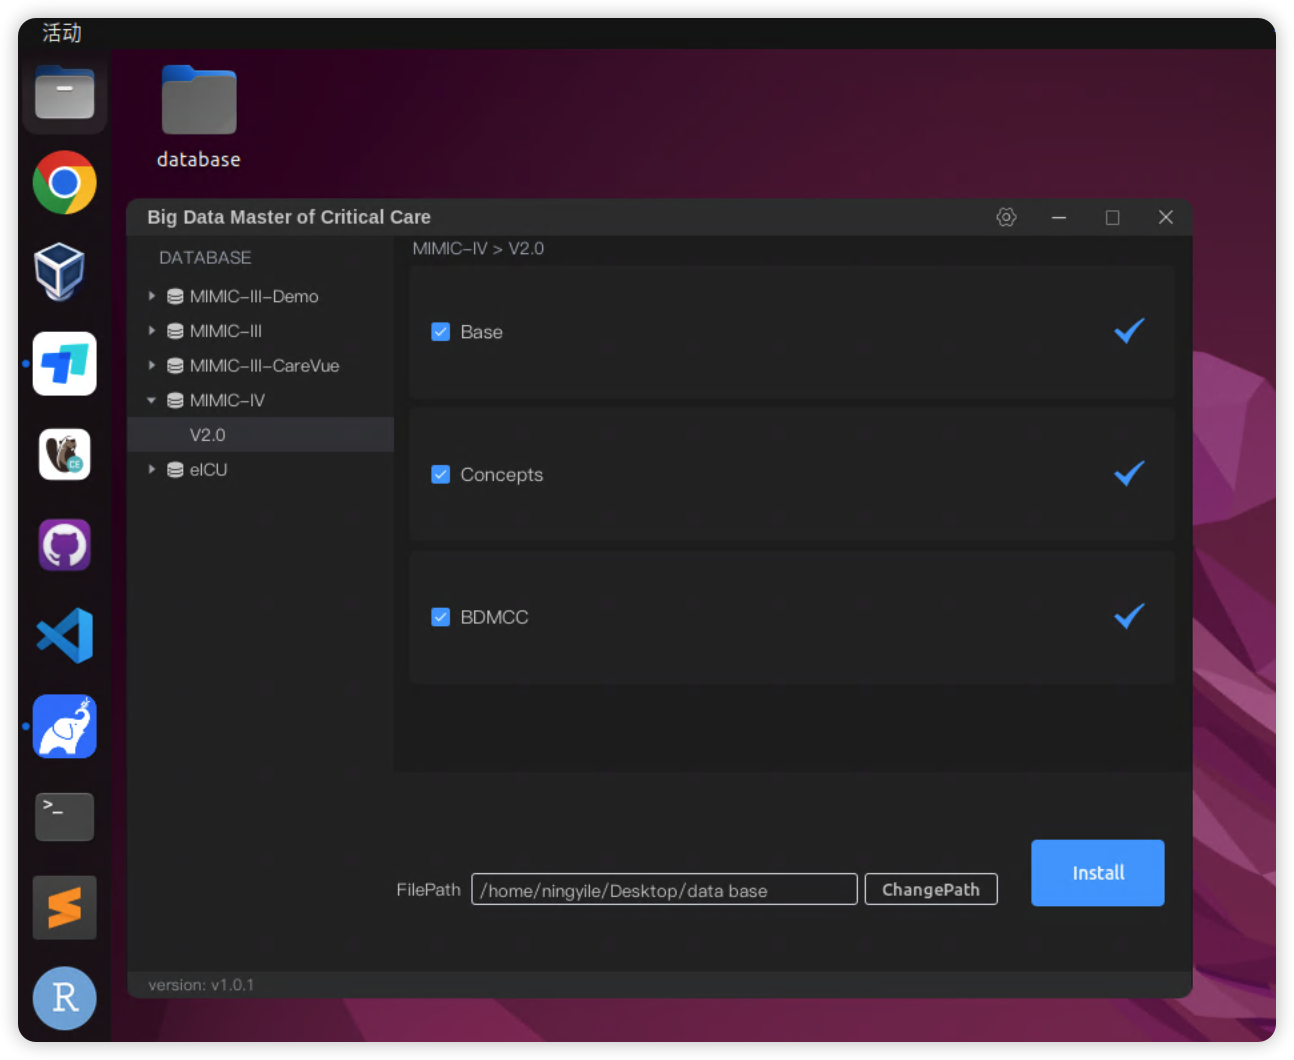 活动
database
Big Data Master of Critical Care
DATABASE
MIMIC-III-Demo
MIMIC-III
MIMIC-III-CareVue
MIMIC-IV
V2.0
eICU
MIMIC-IV > V2.0
Base
Concepts
BDMCC
FilePath /home/ningyile/Desktop/data base ChangePath
Install
version: v1.0.1
CE
>_
R